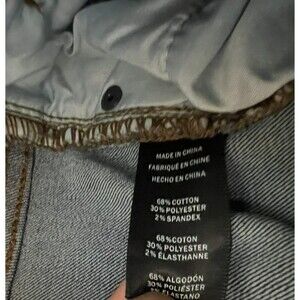 MADE IN CHINA
FABRIQUÉ EN CHINE
HECHO EN CHINA
68% COTTON
30% POLYESTER
2% SPANDEX
68%COTON
30% POLYESTER
2% ÉLASTHANNE
68% ALGODÓN
30% POLIÉSTER
ELASTANO